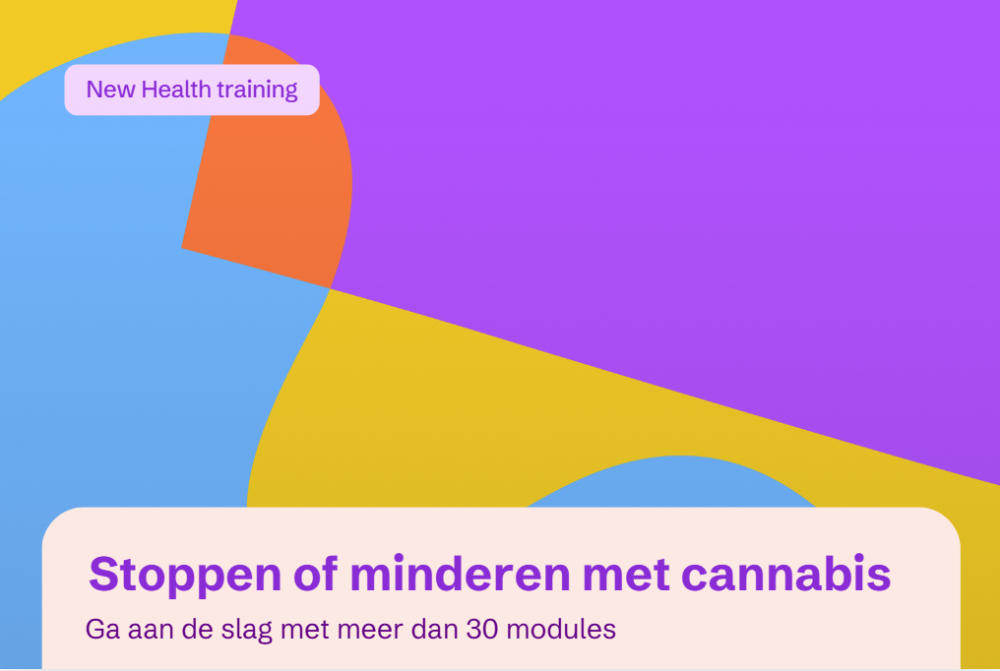 New Health training
Stoppen of minderen met cannabis
Ga aan de slag met meer dan 30 modules